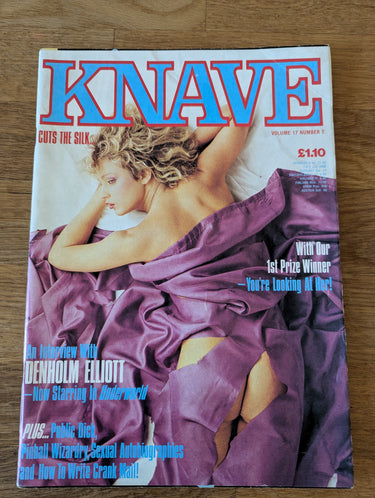 KNAVE
CUTS THE SILK...
VOLUME 17 NUMBER 7
£1.10
With Our
1st Prize Winner
—You're Looking At Her!
An Interview With
DENHOLM ELLIOTT
—Now Starring In Underworld
PLUS... Public Dick,
Pinball Wizardry, Sexual Autobiographies
and How To Write Crank Mail!